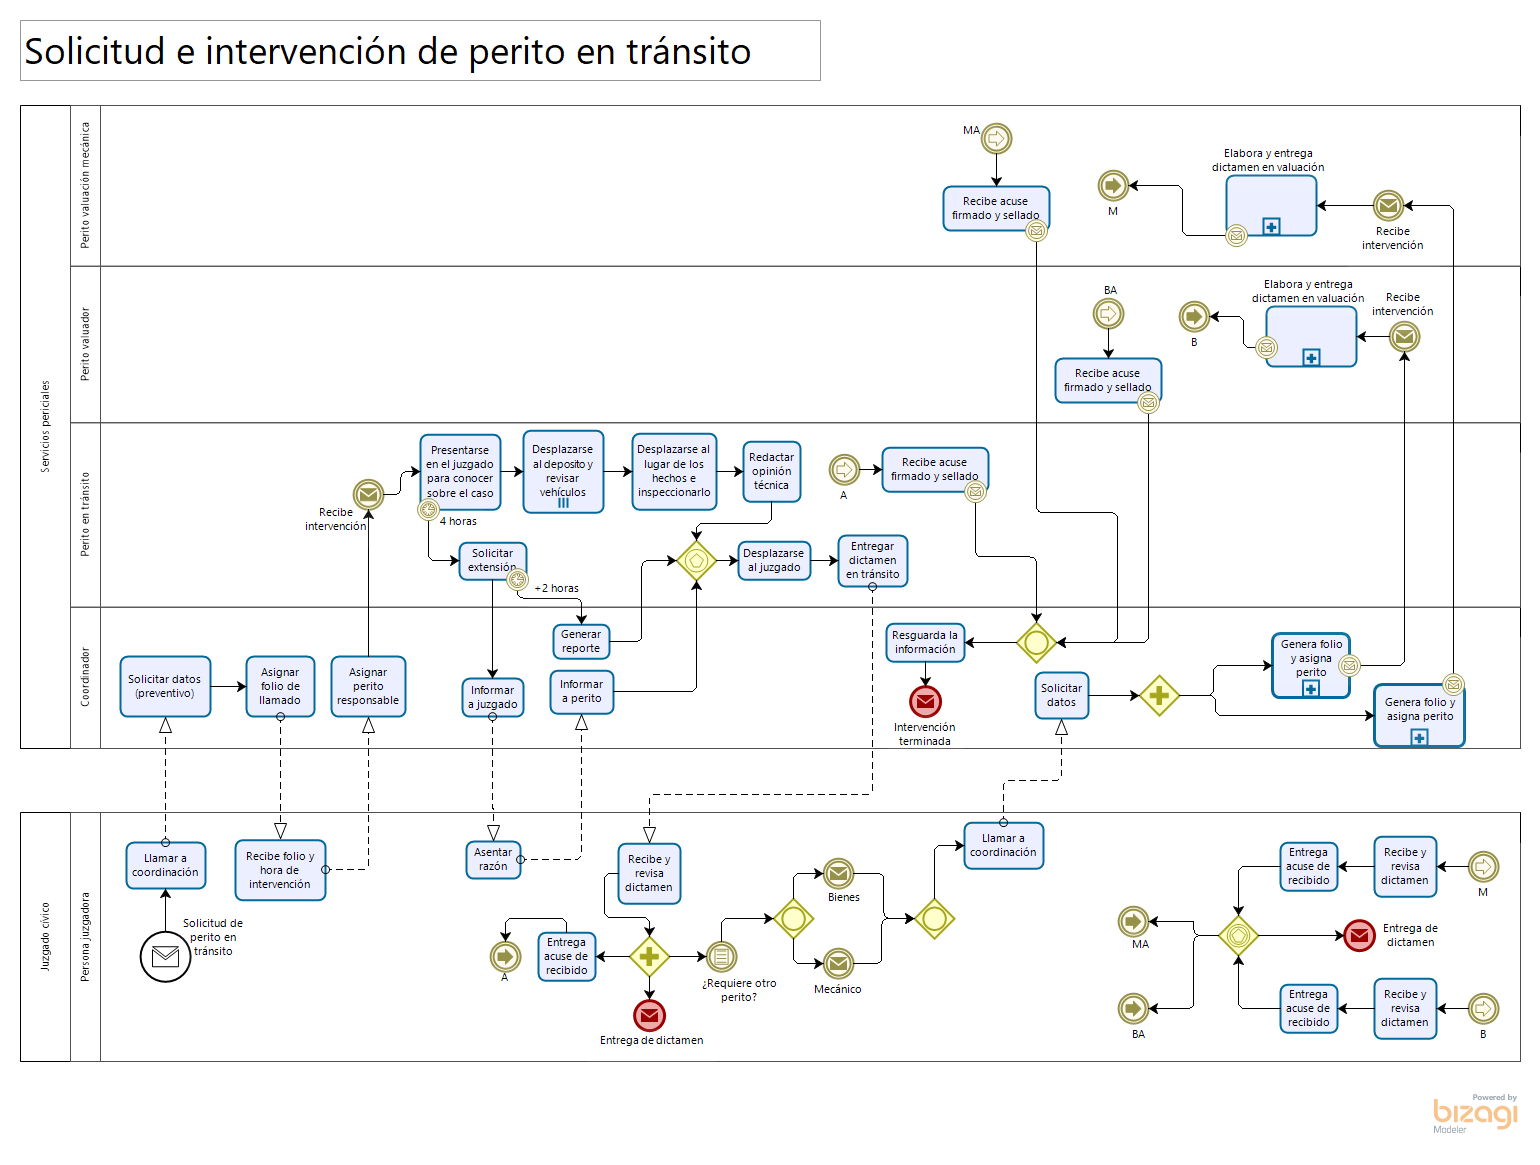 Solicitud e intervención de perito en tránsito
Servicios periciales
Perito valuación mecánica
MA
Recibe acuse
firmado y sellado
M
Elabora y entrega
dictamen en valuación
Recibe
intervención
Perito valuador
BA
Recibe acuse
firmado y sellado
B
Elabora y entrega
dictamen en valuación
Recibe
intervención
Perito en tránsito
Recibe
intervención
Presentarse
en el juzgado
para conocer
sobre el caso
4 horas
Desplazarse
al deposito y
revisar
vehículos
Desplazarse al
lugar de los
hechos e
inspeccionarlo
Redactar
opinión
técnica
A
Recibe acuse
firmado y sellado
Solicitar
extensión
+2 horas
Desplazarse
al juzgado
Entregar
dictamen
en tránsito
Coordinador
Solicitar datos
(preventivo)
Asignar
folio de
llamado
Asignar
perito
responsable
Informar
a juzgado
Generar
reporte
Informar
a perito
Resguarda la
información
Intervención
terminada
Solicitar
datos
Genera folio
y asigna
perito
Genera folio y
asigna perito
Juzgado cívico
Persona juzgadora
Llamar a
coordinación
Solicitud de
perito en
tránsito
Recibe folio y
hora de
intervención
Asentar
razón
A
Entrega
acuse de
recibido
Recibe y
revisa
dictamen
Entrega de dictamen
¿Requiere otro
perito?
Bienes
Mecánico
Llamar a
coordinación
MA
BA
Entrega
acuse de
recibido
Recibe y
revisa
dictamen
M
Entrega de
dictamen
Entrega
acuse de
recibido
Recibe y
revisa
dictamen
B
Powered by
bizagi
Modeler